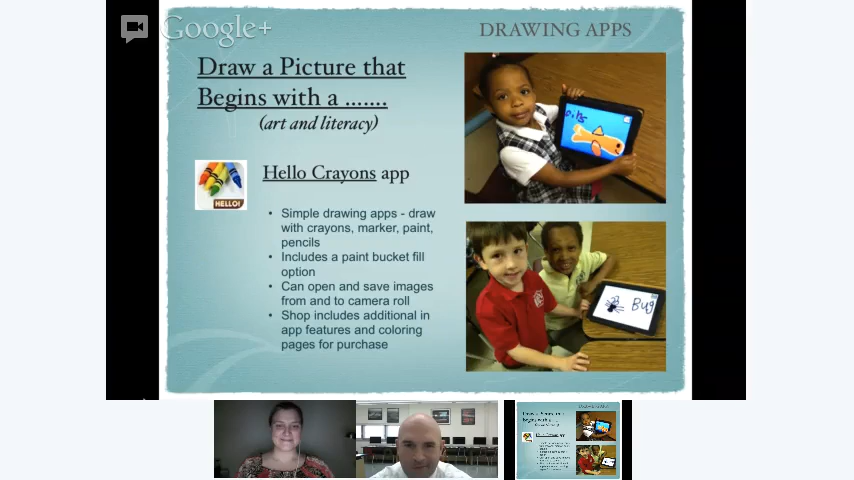 Google+
DRAWING APPS
Draw a Picture that
Begins with a .......
(art and literacy)
Hello Crayons app
HELLO!
• Simple drawing apps - draw
with crayons, marker, paint,
pencils
• Includes a paint bucket fill
option
• Can open and save images
from and to camera roll
• Shop includes additional in
app features and coloring
pages for purchase
Bug